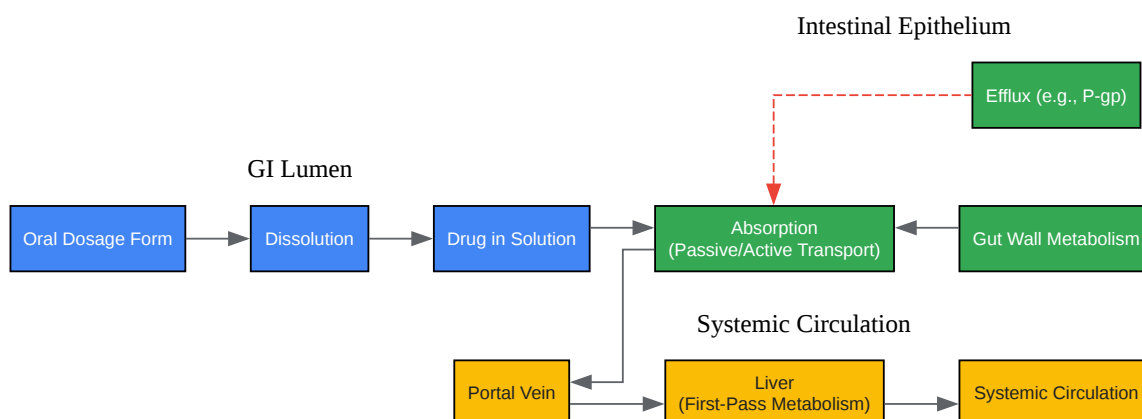 Intestinal Epithelium
Efflux (e.g., P-gp)
GI Lumen
Oral Dosage Form
Dissolution
Drug in Solution
Absorption
(Passive/Active Transport)
Gut Wall Metabolism
Systemic Circulation
Portal Vein
Liver
(First-Pass Metabolism)
Systemic Circulation